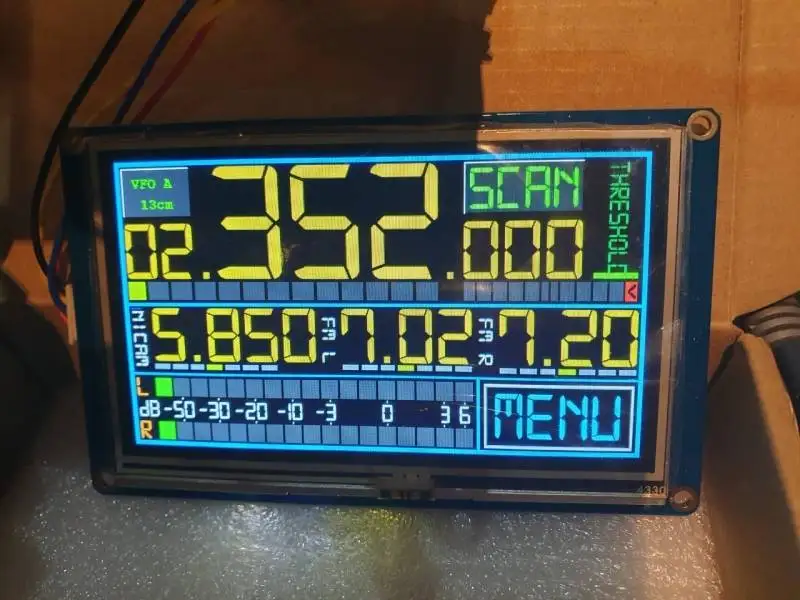 VFO A
13cm
02.352.000
SCAN
THRESHOLD
<
NICAM
5.850
FM L
7.02
FM R
7.20
L
dB -50 -30 -20 -10 -3 0 3 6
R
MENU
4330